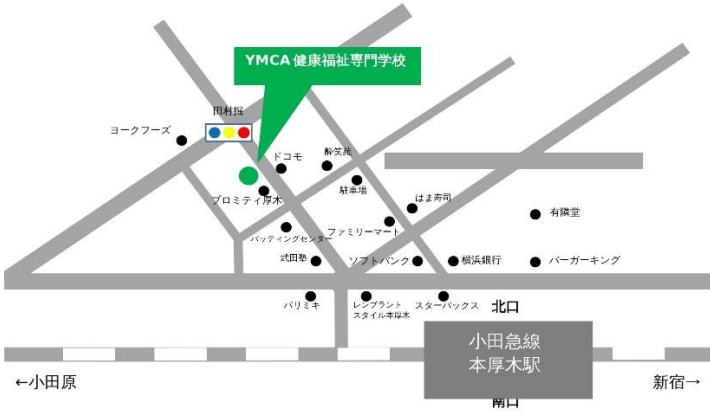 YMCA 健康福祉専門学校
田村掘
ヨークフーズ
ドコモ
酔笑苑
駐車場
プロミティ厚木
はま寿司
有隣堂
ファミリーマート
バッティングセンター
武田塾
ソフトバンク
横浜銀行
バーガーキング
パリミキ
レンブラント
スタイル本厚木
スターバックス
北口
小田急線
本厚木駅
←小田原
新宿→
南口